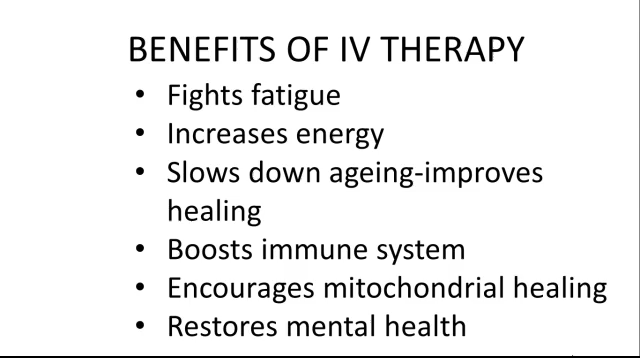 BENEFITS OF IV THERAPY
• Fights fatigue
• Increases energy
• Slows down ageing-improves
healing
• Boosts immune system
• Encourages mitochondrial healing
• Restores mental health